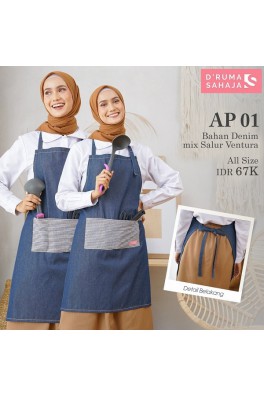 D'RUMA
SAHAJA
AP 01
Bahan Denim
mix Salur Ventura
All Size
IDR 67K
Detail Belakang